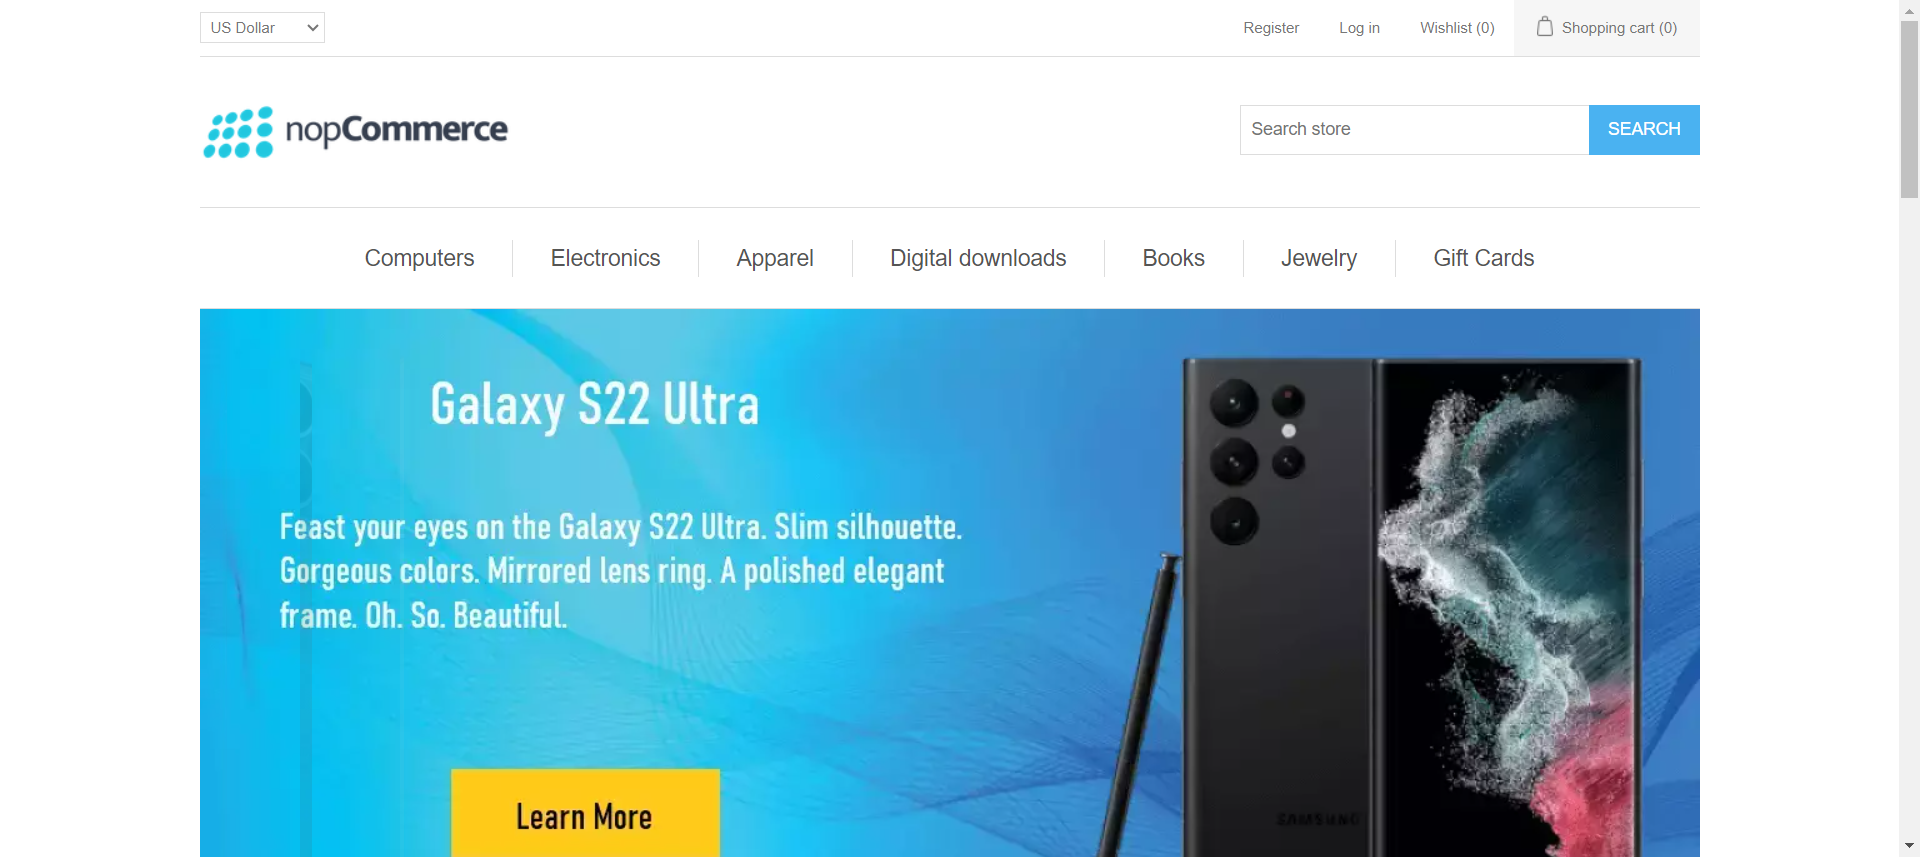 US Dollar
Register
Log in
Wishlist (0)
Shopping cart (0)
nopCommerce
Search store
SEARCH
Computers
Electronics
Apparel
Digital downloads
Books
Jewelry
Gift Cards
Galaxy S22 Ultra
Feast your eyes on the Galaxy S22 Ultra. Slim silhouette.
Gorgeous colors. Mirrored lens ring. A polished elegant
frame. Oh. So. Beautiful.
Learn More
SAMSUNG